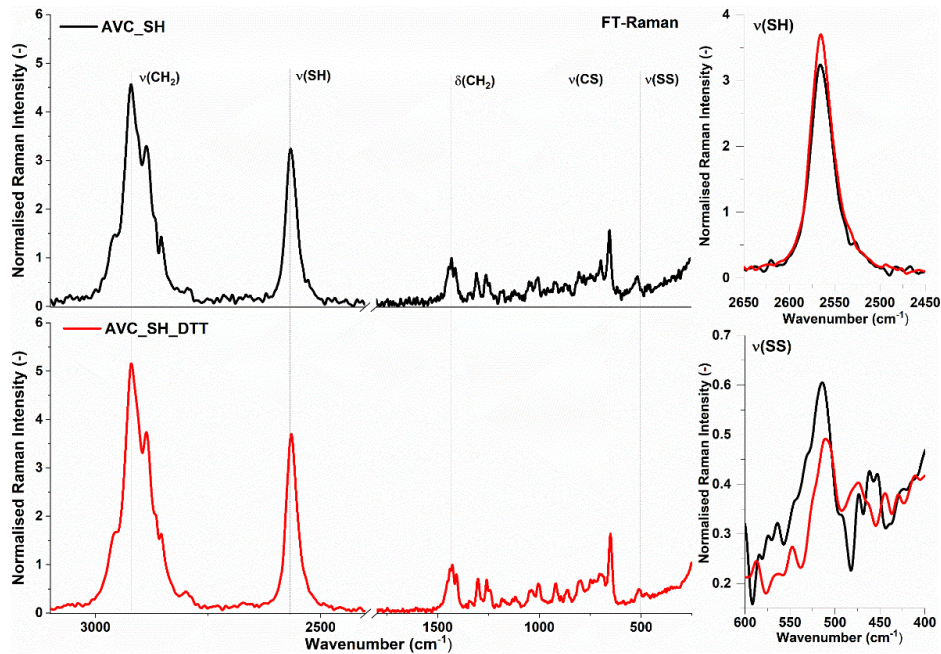 AVC_SH
FT-Raman
ν(CH₂)
ν(SH)
δ(CH₂)
ν(CS)
ν(SS)
Normalised Raman Intensity (-)
6
5
4
3
2
1
0
AVC_SH_DTT
Normalised Raman Intensity (-)
6
5
4
3
2
1
0
3000
2500
1500
1000
500
Wavenumber (cm⁻¹)
ν(SH)
Normalised Raman Intensity (-)
4
3
2
1
0
2650
2600
2550
2500
2450
Wavenumber (cm⁻¹)
ν(SS)
Normalised Raman Intensity (-)
0.7
0.6
0.5
0.4
0.3
0.2
600
550
500
450
400
Wavenumber (cm⁻¹)